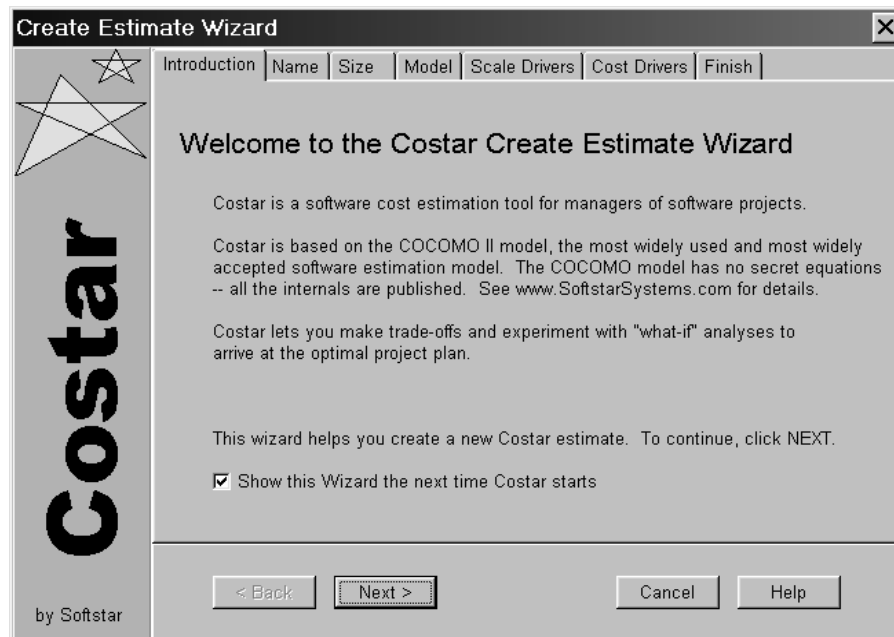 Create Estimate Wizard
Introduction Name Size Model Scale Drivers Cost Drivers Finish
Costar
by Softstar
Welcome to the Costar Create Estimate Wizard
Costar is a software cost estimation tool for managers of software projects.
Costar is based on the COCOMO II model, the most widely used and most widely
accepted software estimation model.  The COCOMO model has no secret equations
-- all the internals are published.  See www.SoftstarSystems.com for details.
Costar lets you make trade-offs and experiment with "what-if" analyses to
arrive at the optimal project plan.
This wizard helps you create a new Costar estimate.  To continue, click NEXT.
Show this Wizard the next time Costar starts
< Back Next > Cancel Help